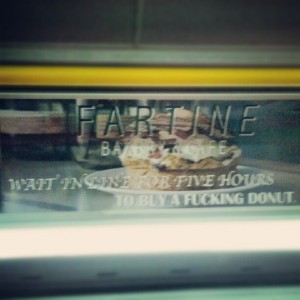 FARTINE
BAKERY & CAFE
WAIT IN LINE FOR FIVE HOURS
TO BUY A FUCKING DONUT.